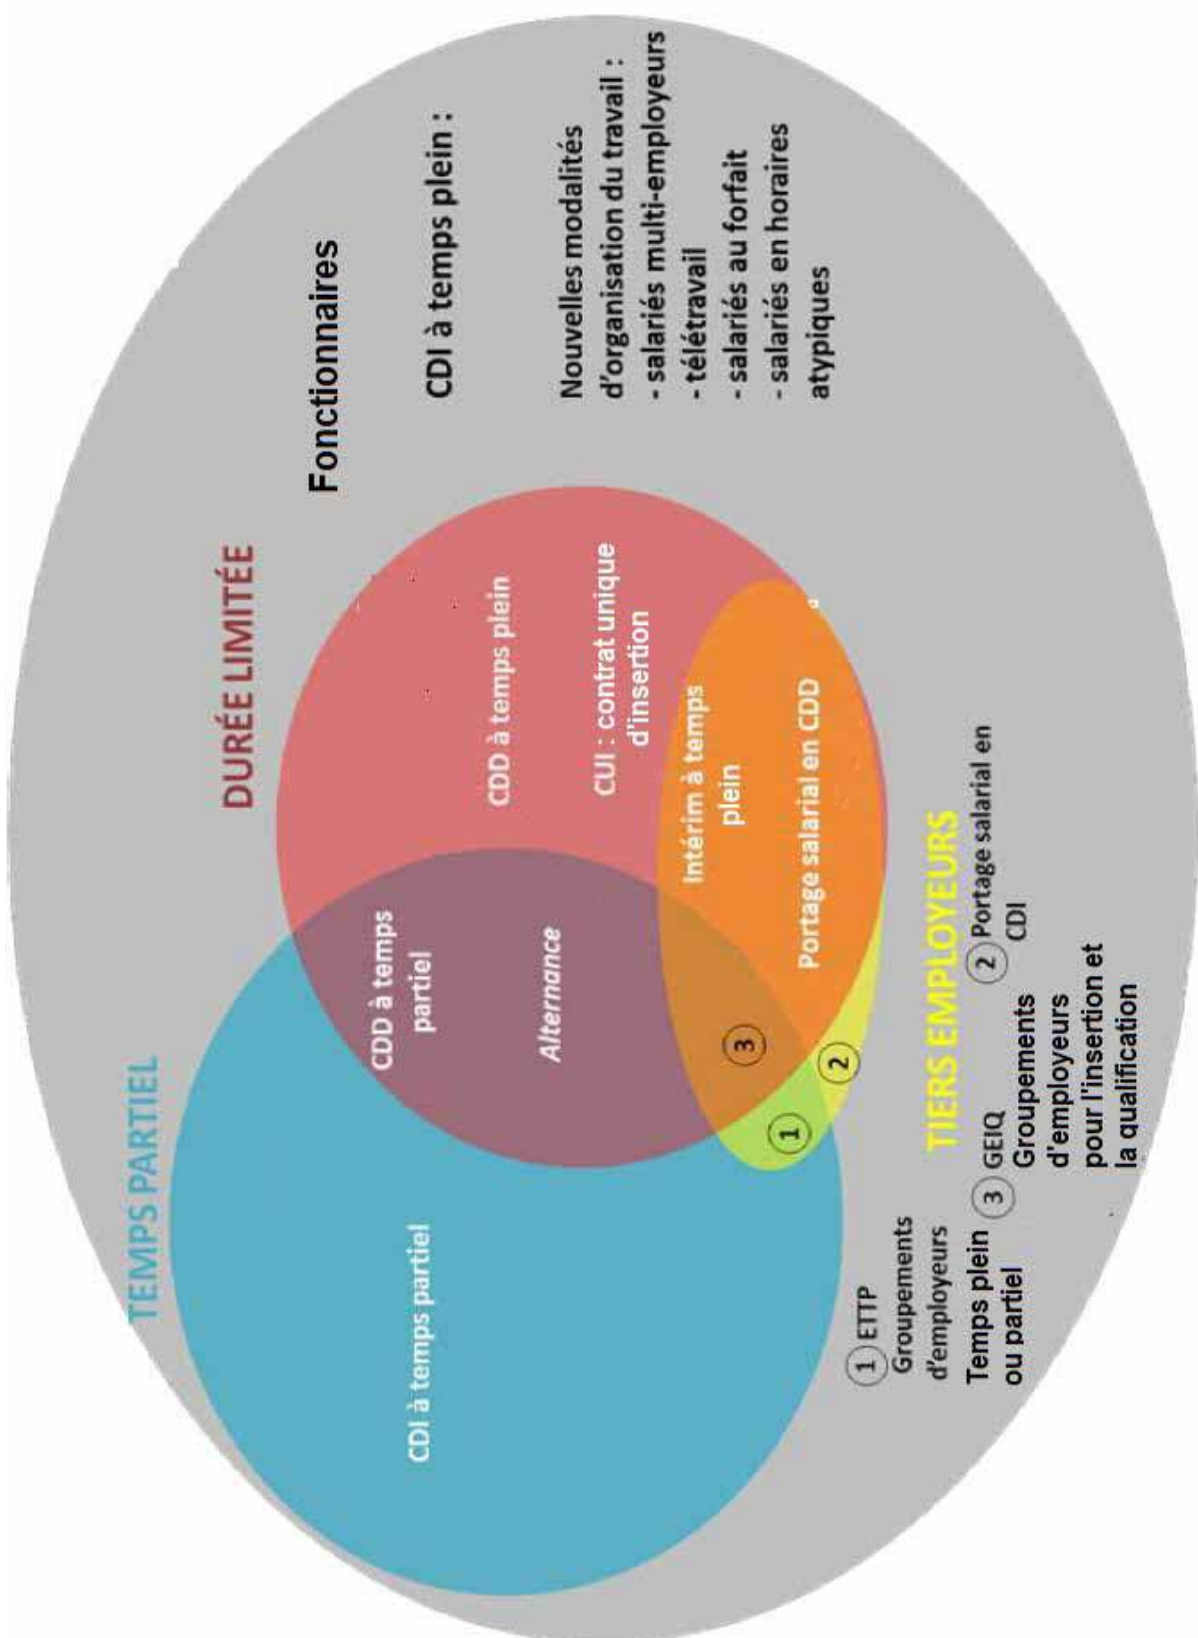 TEMPS PARTIEL
DURÉE LIMITÉE
Fonctionnaires
CDI à temps plein :
Nouvelles modalités
d'organisation du travail :
- salariés multi-employeurs
- télétravail
- salariés au forfait
- salariés en horaires
atypiques
CDI à temps partiel
CDD à temps
partiel
Alternance
CDD à temps plein
CUI : contrat unique
d'insertion
Intérim à temps
plein
Portage salarial en CDD
3
1
2
TIERS EMPLOYEURS
1 ETTP
Groupements
d'employeurs
Temps plein
ou partiel
3 GEIQ
Groupements
d'employeurs
pour l'insertion et
la qualification
2 Portage salarial en
CDI